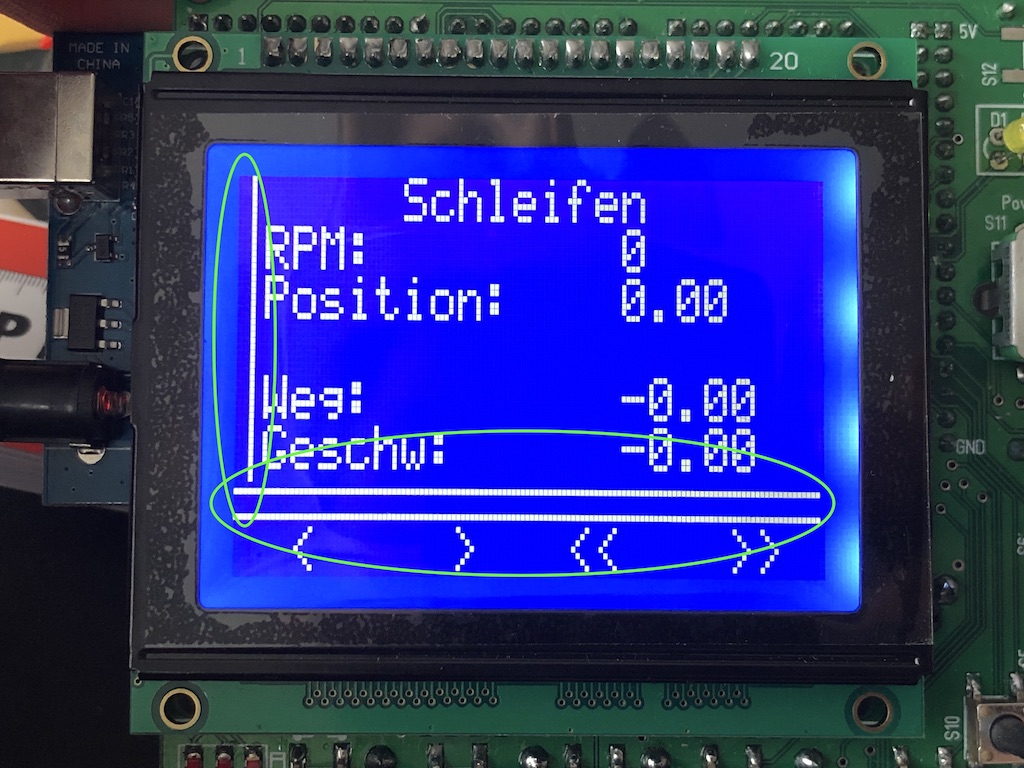 MADE IN
CHINA
1
20
5V
S12
D1
S11
Schleifen
RPM: 0
Position: 0.00
Weg: -0.00
Geschw: -0.00
< > << >>
GND
S10